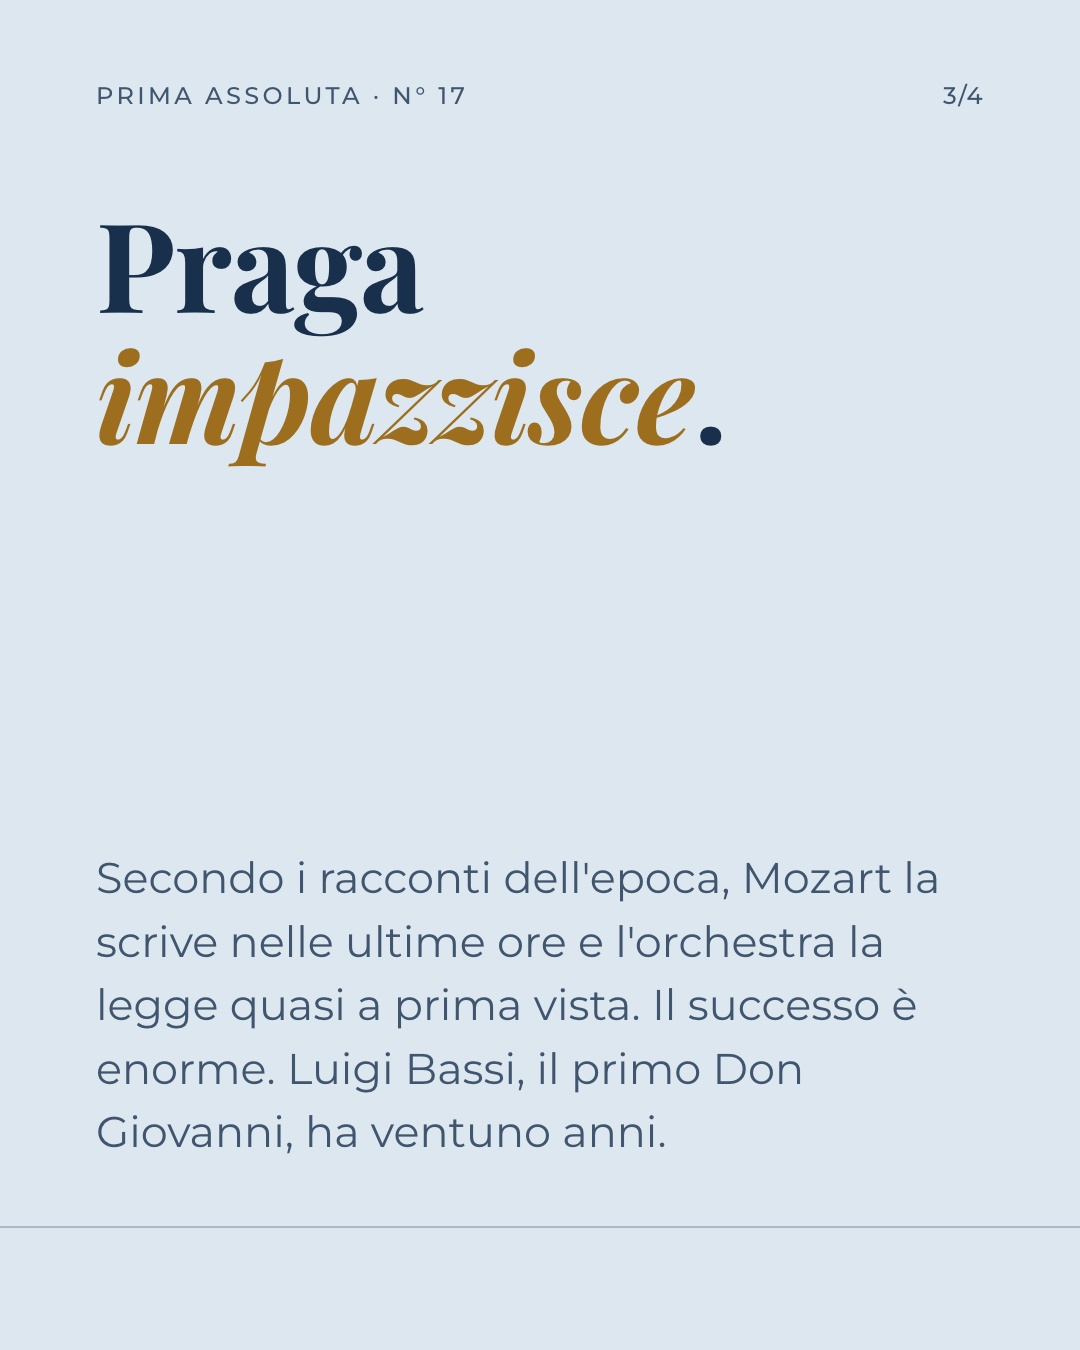 PRIMA ASSOLUTA · N° 17
3/4
Praga
impazzisce.
Secondo i racconti dell'epoca, Mozart la
scrive nelle ultime ore e l'orchestra la
legge quasi a prima vista. Il successo è
enorme. Luigi Bassi, il primo Don
Giovanni, ha ventuno anni.